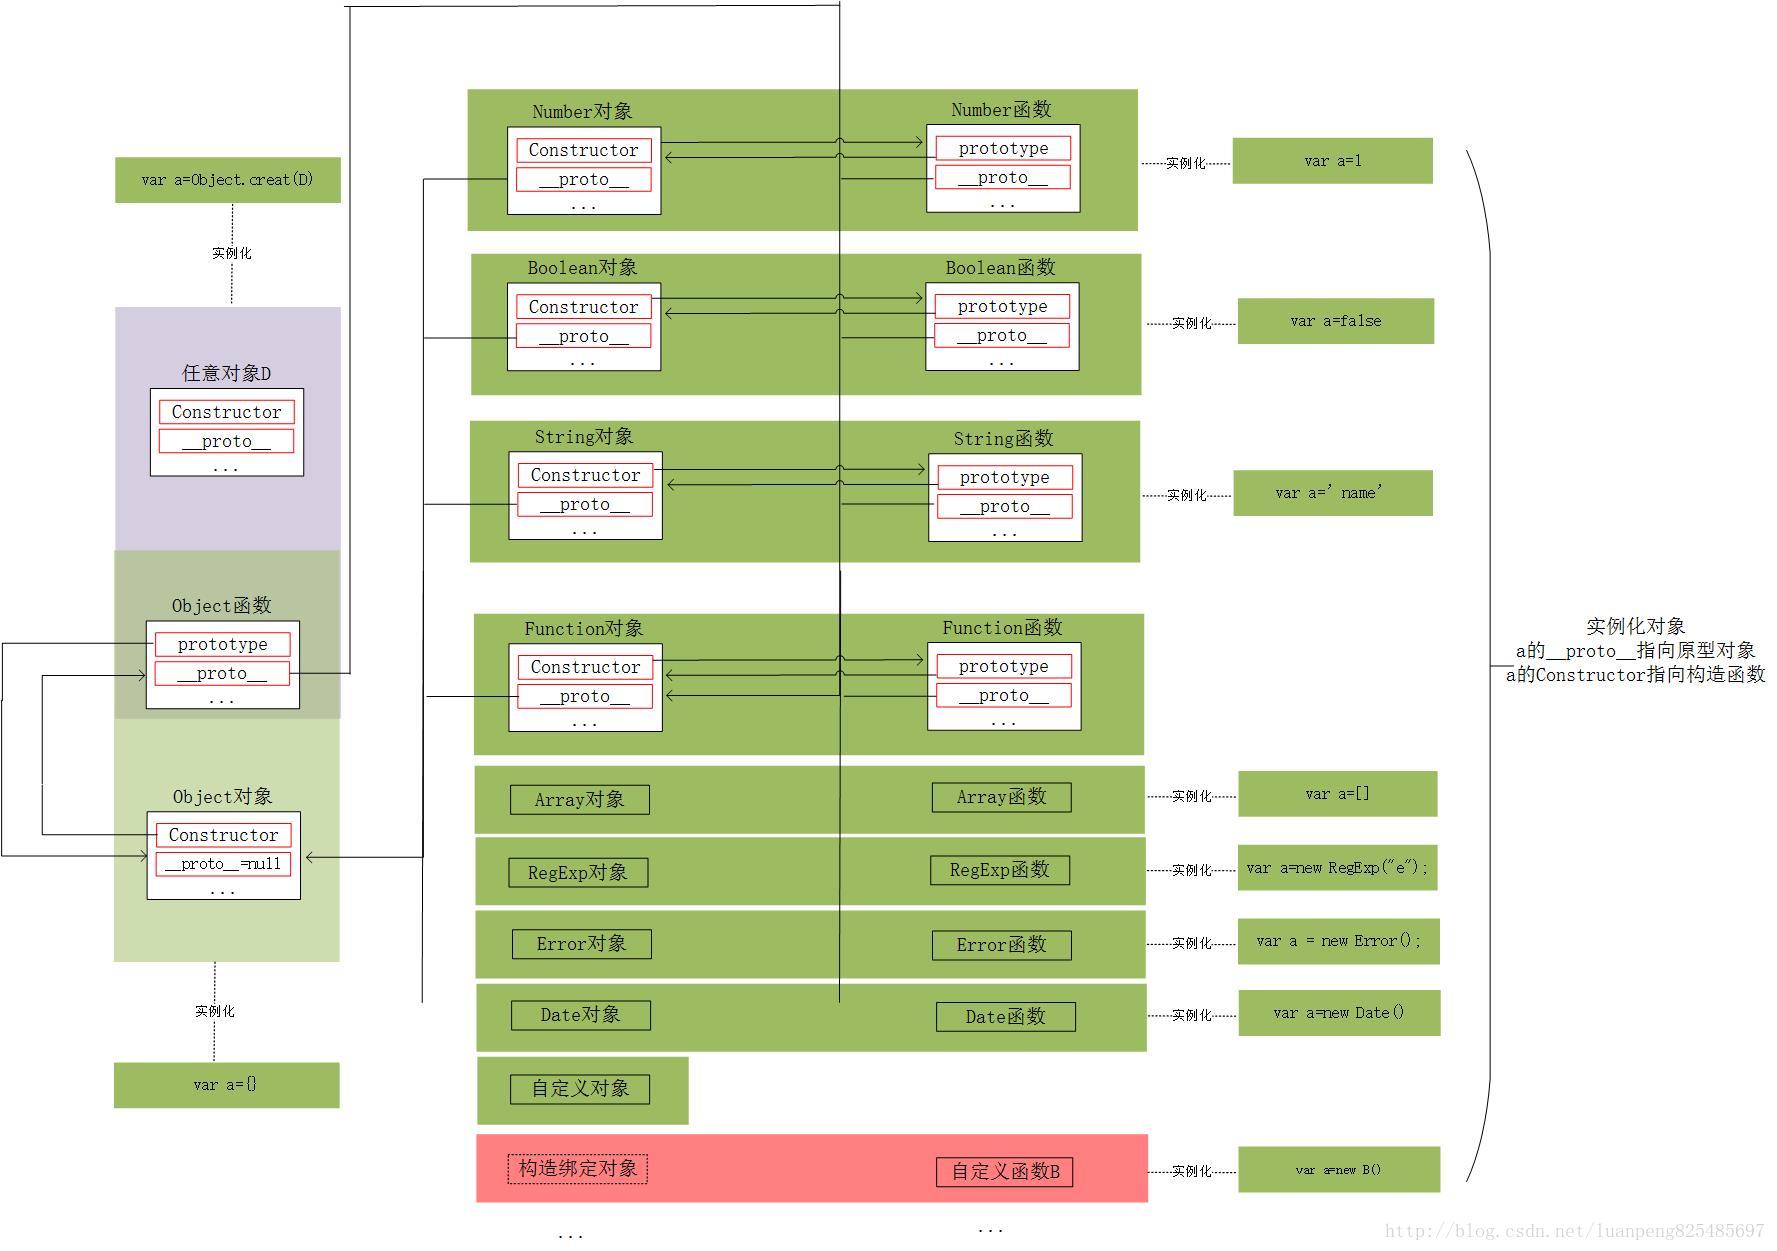 var a=Object.creat(D)
实例化
任意对象D
Constructor
__proto__
...
Object函数
prototype
__proto__
...
Object对象
Constructor
__proto__=null
...
实例化
var a={}
Number对象
Constructor
__proto__
...
Number函数
prototype
__proto__
...
实例化
var a=1
Boolean对象
Constructor
__proto__
...
Boolean函数
prototype
__proto__
...
实例化
var a=false
String对象
Constructor
__proto__
...
String函数
prototype
__proto__
...
实例化
var a='name'
Function对象
Constructor
__proto__
...
Function函数
prototype
__proto__
...
Array对象
Array函数
实例化
var a=[]
RegExp对象
RegExp函数
实例化
var a=new RegExp("e");
Error对象
Error函数
实例化
var a = new Error();
Date对象
Date函数
实例化
var a=new Date()
自定义对象
构造绑定对象
自定义函数B
实例化
var a=new B()
...
...
实例化对象
a的__proto__指向原型对象
a的Constructor指向构造函数
http://blog.csdn.net/luanpeng825485697